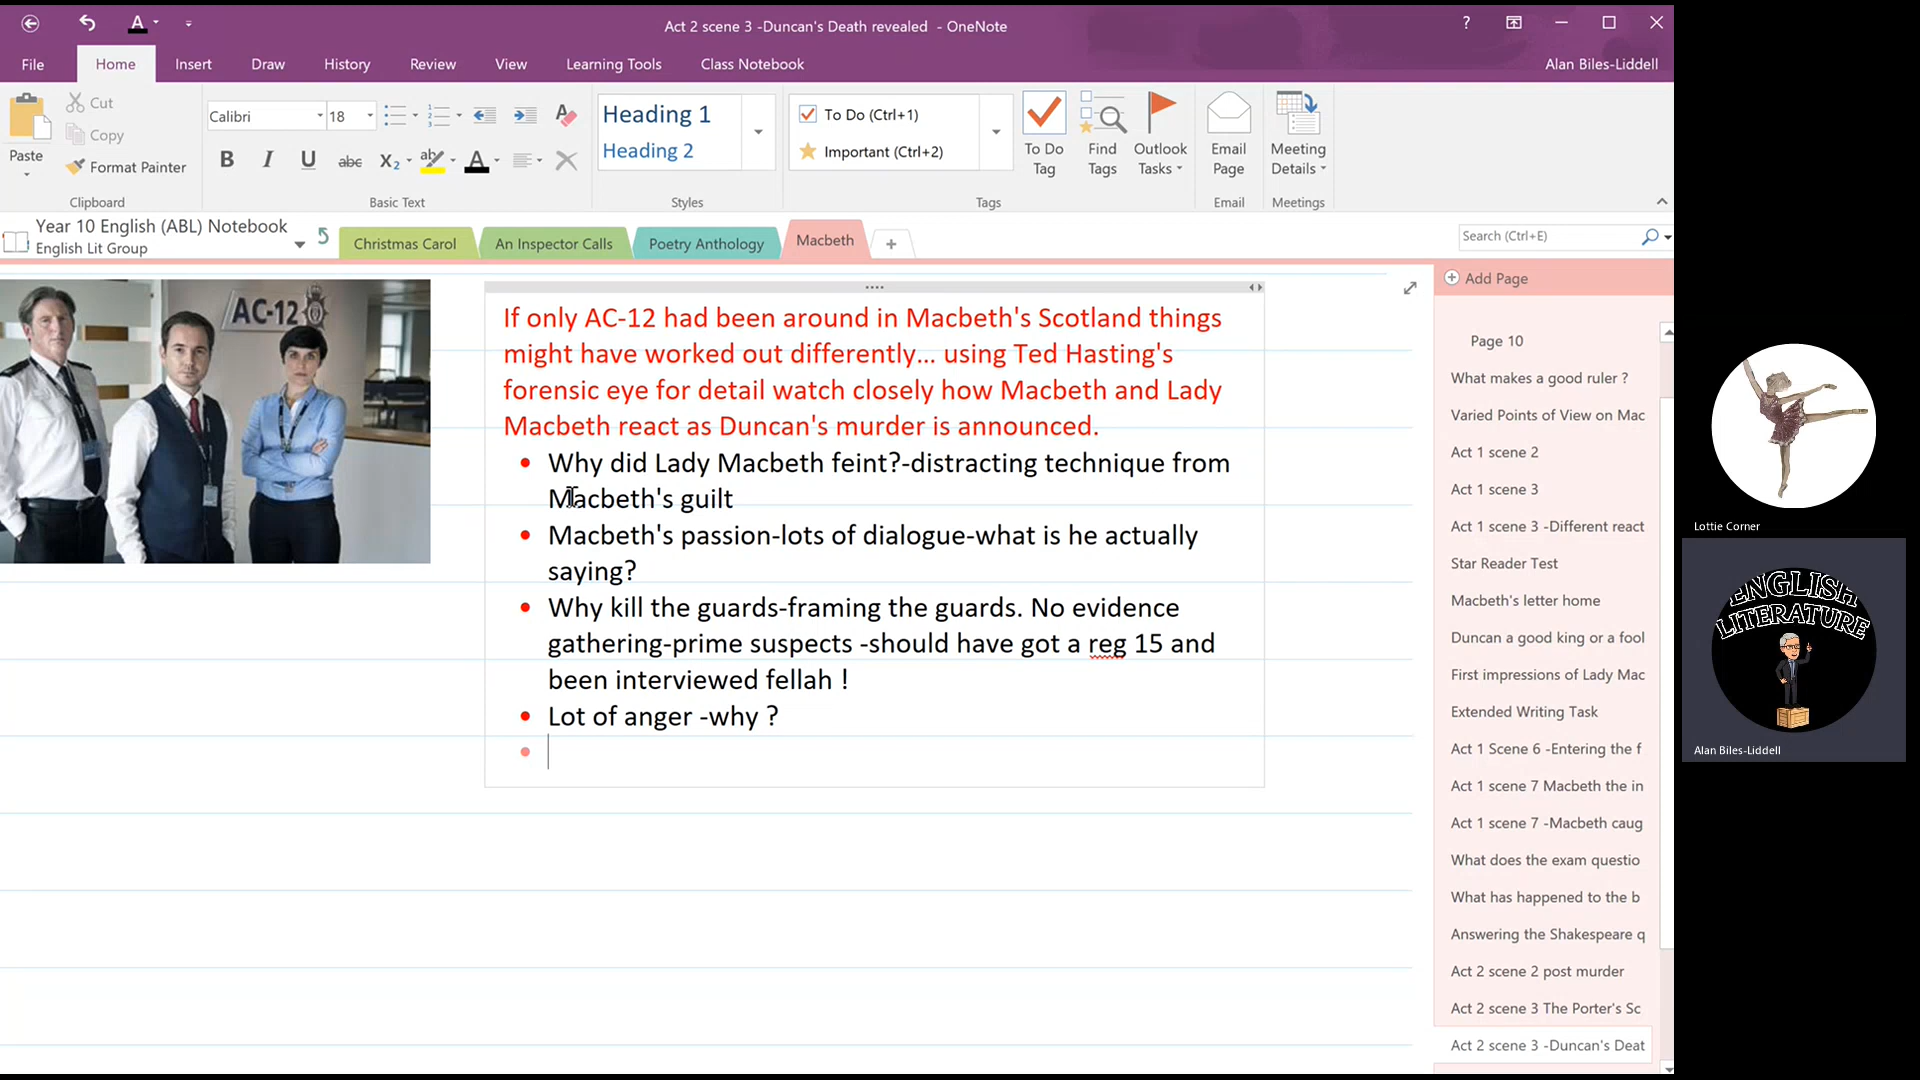 Act 2 scene 3 -Duncan's Death revealed - OneNote
?
File Home Insert Draw History Review View Learning Tools Class Notebook
Alan Biles-Liddell
Paste
Cut
Copy
Format Painter
Clipboard
Calibri 18
B I U abc X₂ ab A
Basic Text
Heading 1
Heading 2
Styles
To Do (Ctrl+1)
Important (Ctrl+2)
To Do
Tag
Find
Tags
Outlook
Tasks
Tags
Email
Page
Email
Meeting
Details
Meetings
Year 10 English (ABL) Notebook
English Lit Group
Christmas Carol An Inspector Calls Poetry Anthology Macbeth
Search (Ctrl+E)
AC-12
If only AC-12 had been around in Macbeth's Scotland things
might have worked out differently... using Ted Hasting's
forensic eye for detail watch closely how Macbeth and Lady
Macbeth react as Duncan's murder is announced.
• Why did Lady Macbeth feint?-distracting technique from
Macbeth's guilt
• Macbeth's passion-lots of dialogue-what is he actually
saying?
• Why kill the guards-framing the guards. No evidence
gathering-prime suspects -should have got a reg 15 and
been interviewed fellah !
• Lot of anger -why ?
Add Page
Page 10
What makes a good ruler ?
Varied Points of View on Mac
Act 1 scene 2
Act 1 scene 3
Act 1 scene 3 -Different react
Star Reader Test
Macbeth's letter home
Duncan a good king or a fool
First impressions of Lady Mac
Extended Writing Task
Act 1 Scene 6 -Entering the f
Act 1 scene 7 Macbeth the in
Act 1 scene 7 -Macbeth caug
What does the exam questio
What has happened to the b
Answering the Shakespeare q
Act 2 scene 2 post murder
Act 2 scene 3 The Porter's Sc
Act 2 scene 3 -Duncan's Deat
Lottie Corner
ENGLISH
LITERATURE
Alan Biles-Liddell